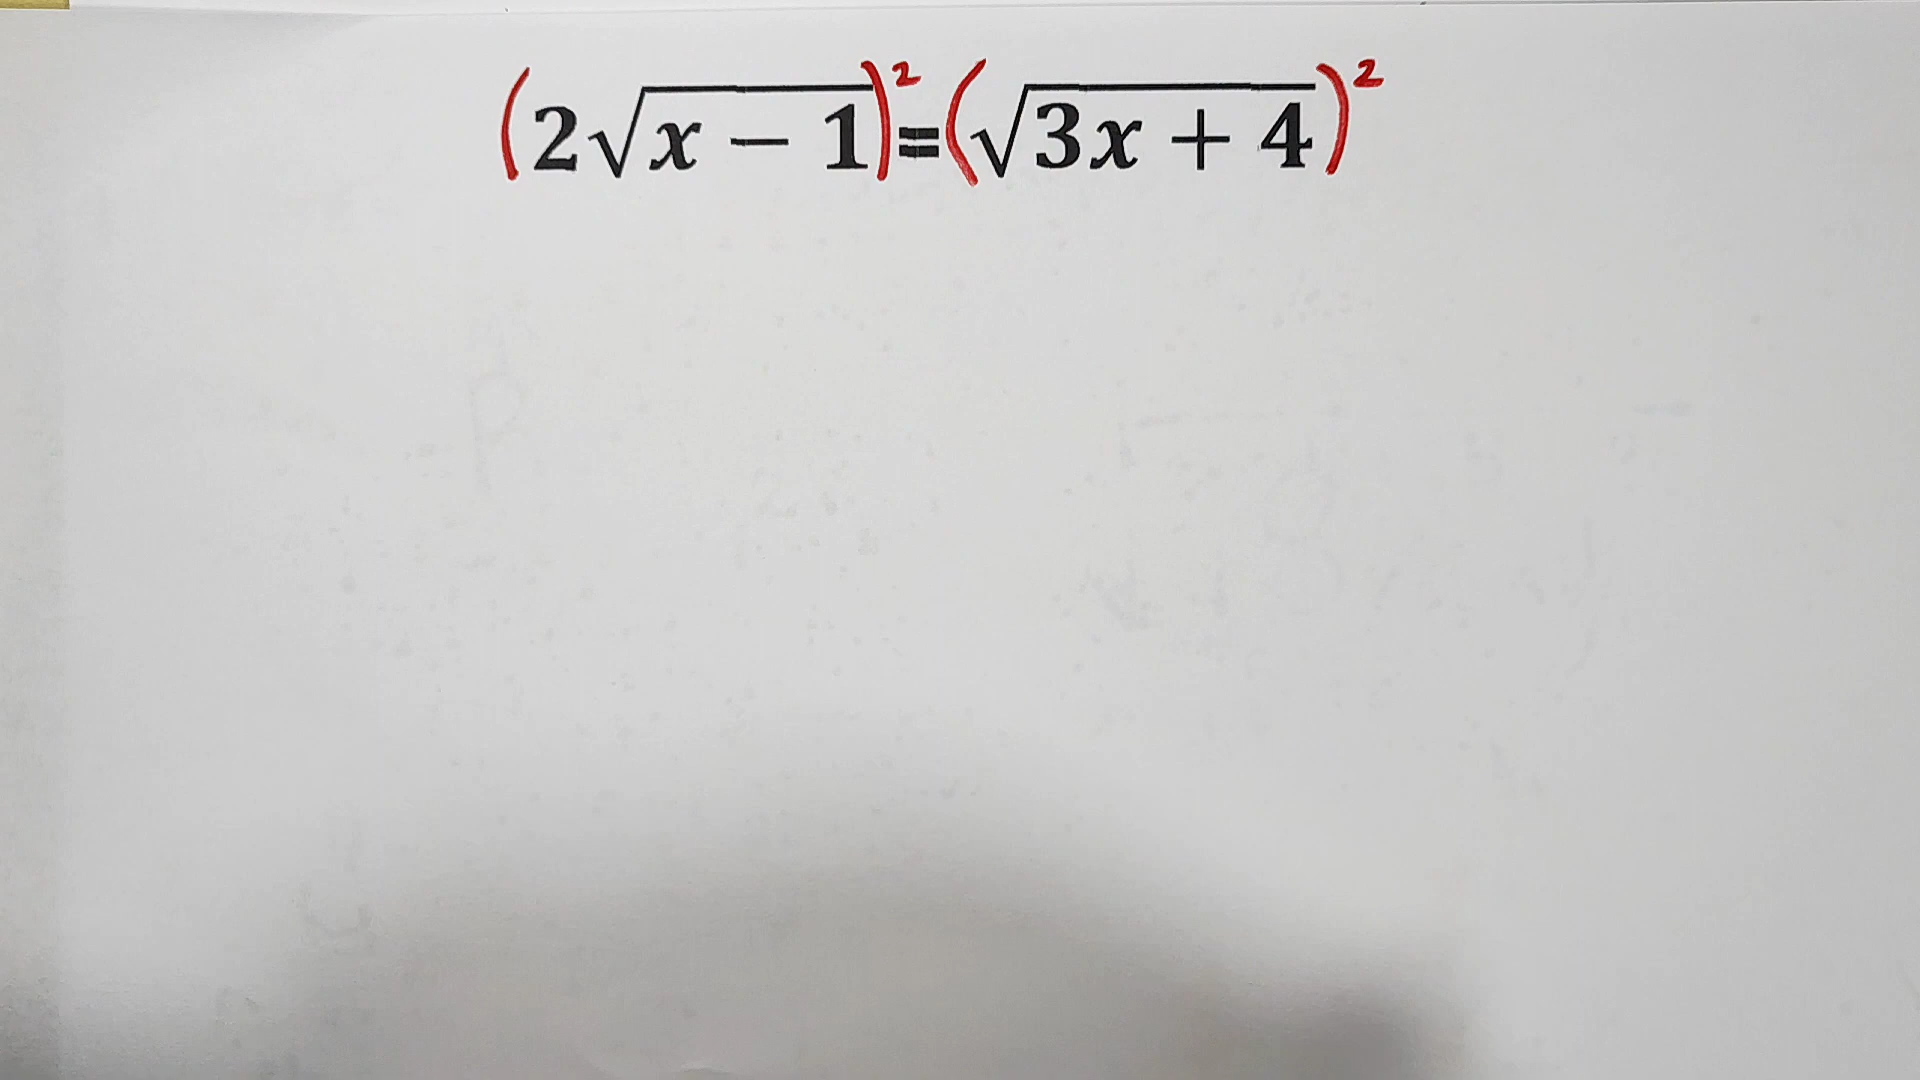 (2√(x − 1))² = (√(3x + 4))²